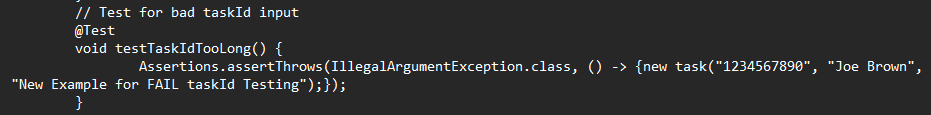 // Test for bad taskId input
@Test
void testTaskIdTooLong() {
Assertions.assertThrows(IllegalArgumentException.class, () -> {new task("1234567890", "Joe Brown",
"New Example for FAIL taskId Testing");});
}